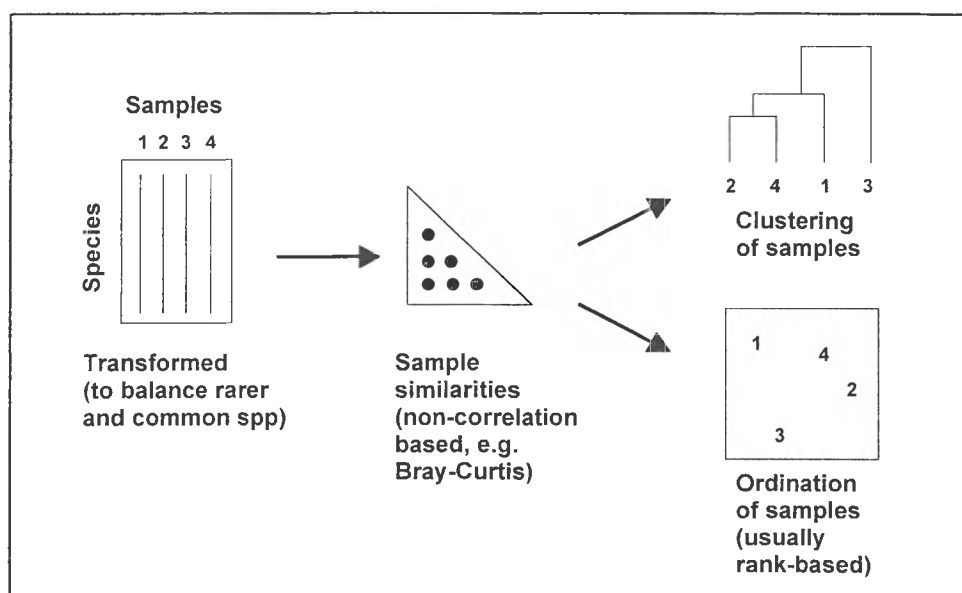 Samples
1 2 3 4
Species
Transformed
(to balance rarer
and common spp)
Sample
similarities
(non-correlation
based, e.g.
Bray-Curtis)
2 4 1 3
Clustering
of samples
1
4
2
3
Ordination
of samples
(usually
rank-based)